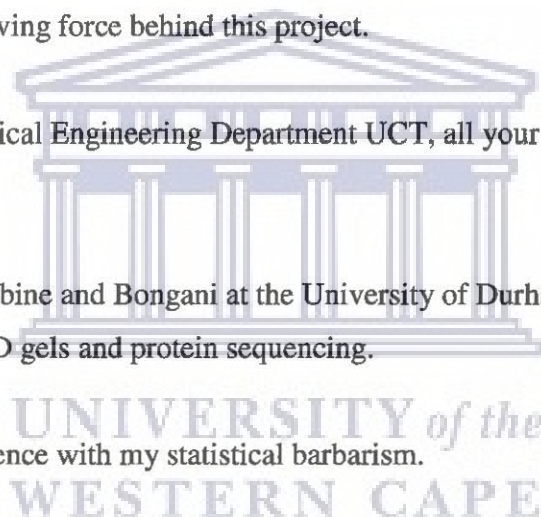 ving force behind this project.
ical Engineering Department UCT, all your
bine and Bongani at the University of Durh
D gels and protein sequencing.
UNIVERSITY of the
ence with my statistical barbarism.
WESTERN CAPE